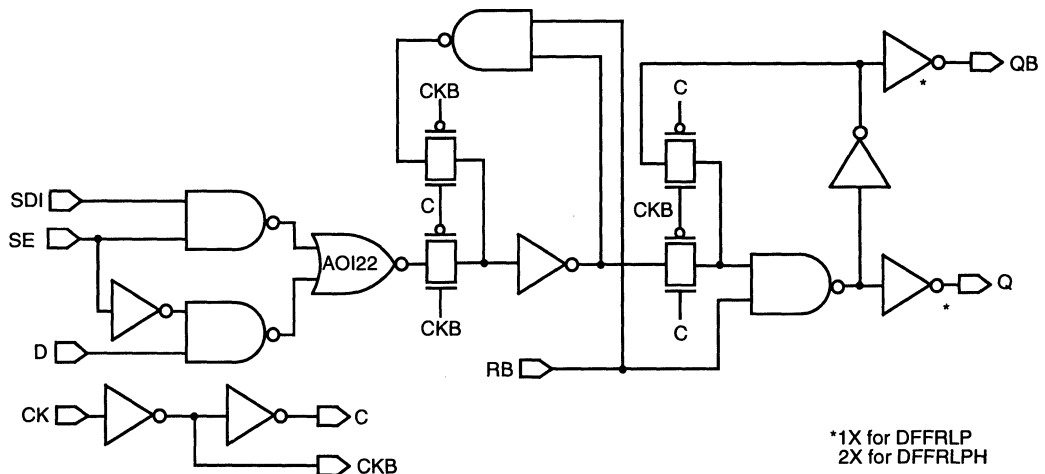 QB
*
CKB
C
C
SDI
SE
CKB
AOI22
Q
*
CKB
C
D
RB
CK
C
CKB
*1X for DFFRLP
2X for DFFRLPH